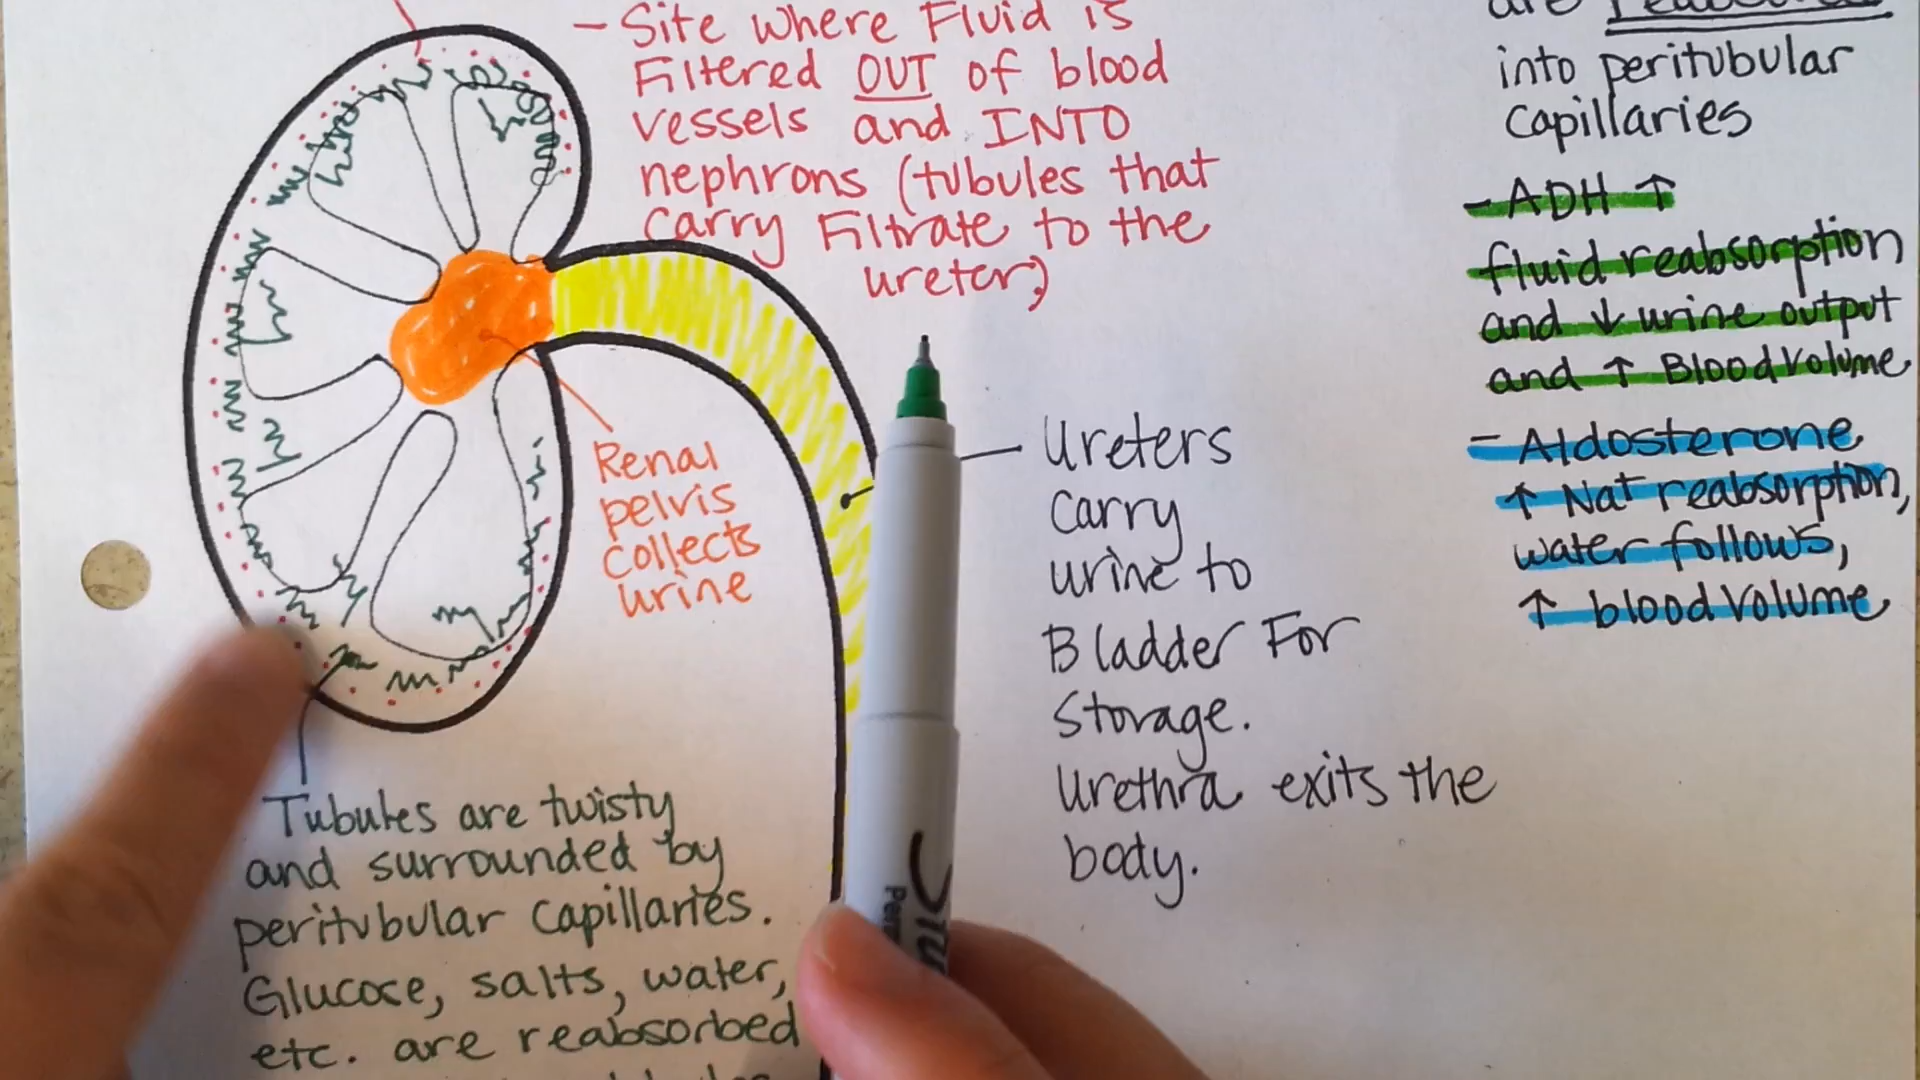 - Site where Fluid is
Filtered OUT of blood
vessels and INTO
nephrons (tubules that
carry Filtrate to the
ureter)
Renal
pelvis
collects
urine
Ureters
carry
urine to
Bladder For
Storage.
Urethra exits the
body.
Tubules are twisty
and surrounded by
peritubular capillaries.
Glucose, salts, water,
etc. are reabsorbed
are
into peritubular
capillaries
- ADH ↑
fluid reabsorption
and ↓ urine output
and ↑ Blood Volume
- Aldosterone
↑ Na+ reabsorption,
water follows,
↑ blood volume